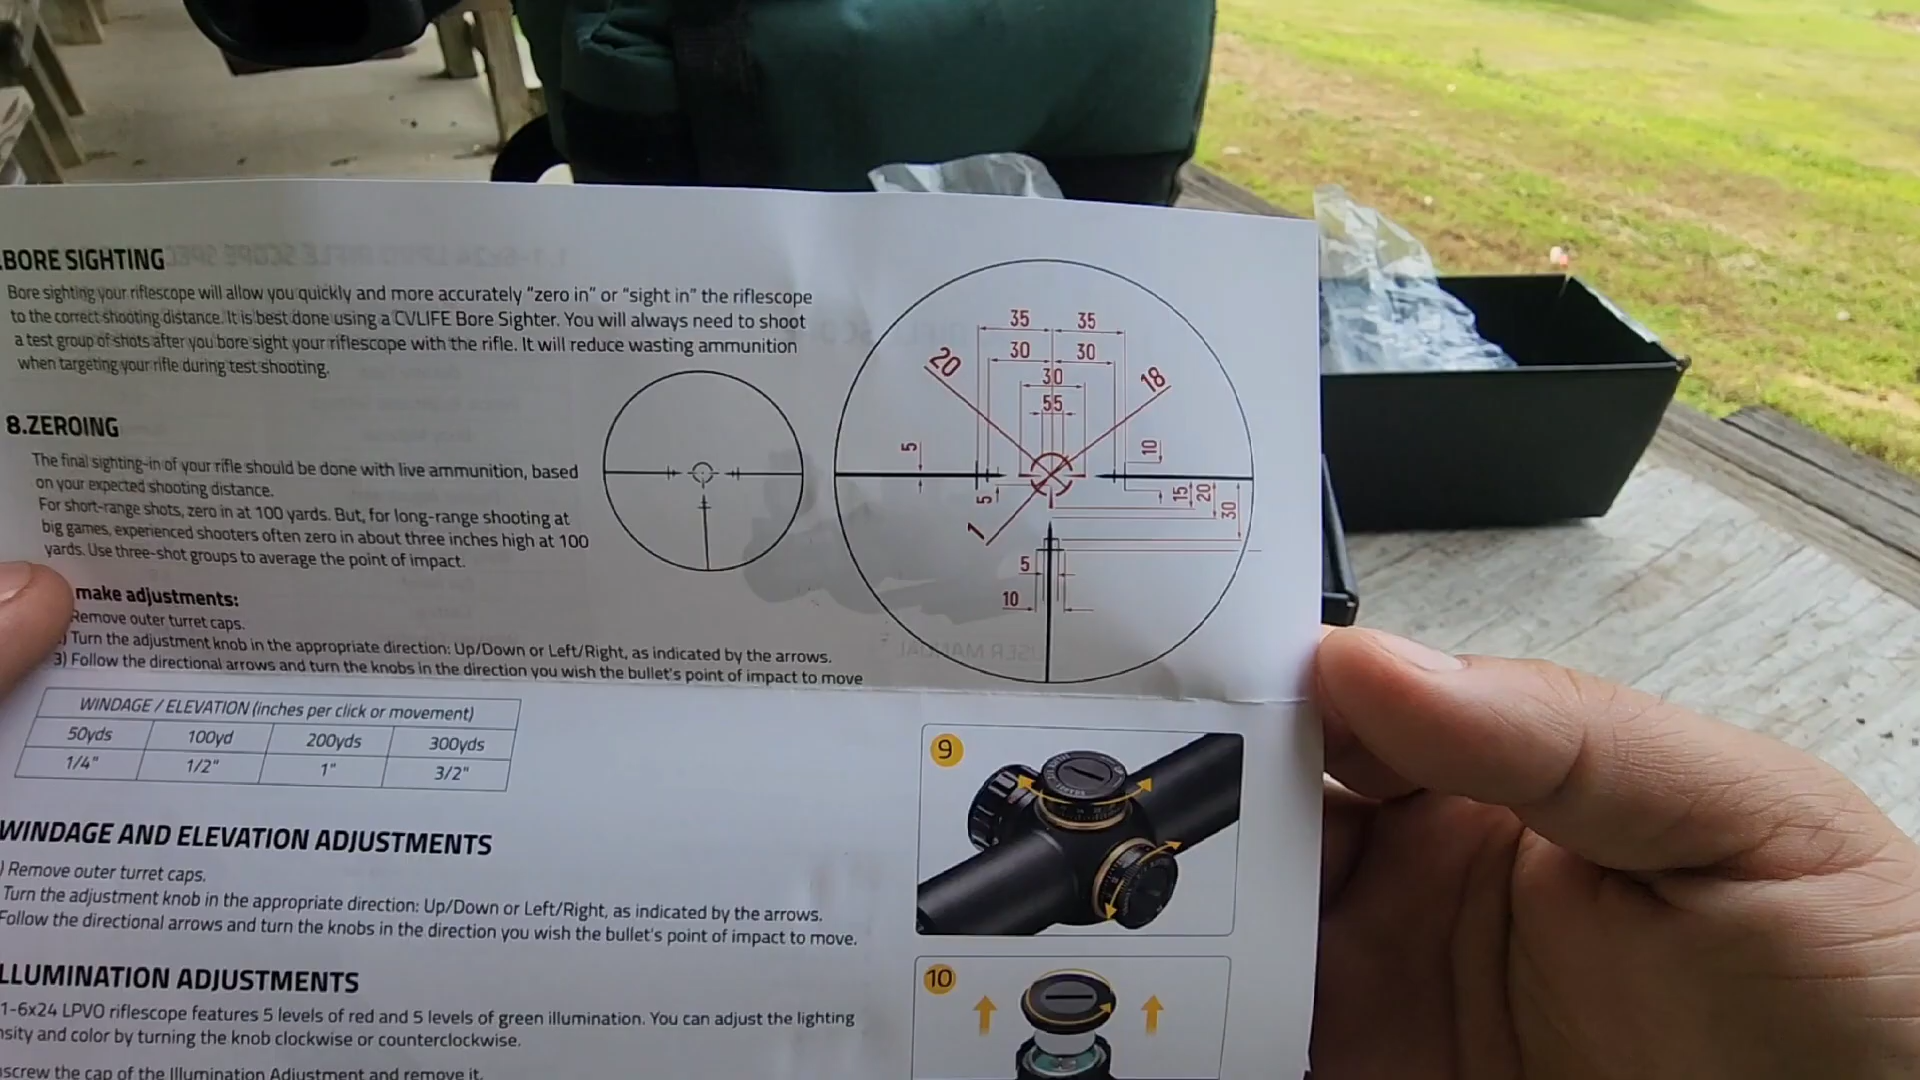 BORE SIGHTING
Bore sighting your riflescope will allow you quickly and more accurately "zero in" or "sight in" the riflescope
to the correct shooting distance. It is best done using a CVLIFE Bore Sighter. You will always need to shoot
a test group of shots after you bore sight your riflescope with the rifle. It will reduce wasting ammunition
when targeting your rifle during test shooting.
8.ZEROING
The final sighting-in of your rifle should be done with live ammunition, based
on your expected shooting distance.
For short-range shots, zero in at 100 yards. But, for long-range shooting at
big games, experienced shooters often zero in about three inches high at 100
yards. Use three-shot groups to average the point of impact.
make adjustments:
Remove outer turret caps.
) Turn the adjustment knob in the appropriate direction: Up/Down or Left/Right, as indicated by the arrows.
3) Follow the directional arrows and turn the knobs in the direction you wish the bullet's point of impact to move
35 35
30 30
20 30 18
55
5 10
5 15 20 30
1
5
10
WINDAGE / ELEVATION (inches per click or movement)
50yds 100yd 200yds 300yds
1/4" 1/2" 1" 3/2"
WINDAGE AND ELEVATION ADJUSTMENTS
) Remove outer turret caps.
Turn the adjustment knob in the appropriate direction: Up/Down or Left/Right, as indicated by the arrows.
Follow the directional arrows and turn the knobs in the direction you wish the bullet's point of impact to move.
LLUMINATION ADJUSTMENTS
1-6x24 LPVO riflescope features 5 levels of red and 5 levels of green illumination. You can adjust the lighting
nsity and color by turning the knob clockwise or counterclockwise.
screw the cap of the Illumination Adjustment and remove it.
9
10